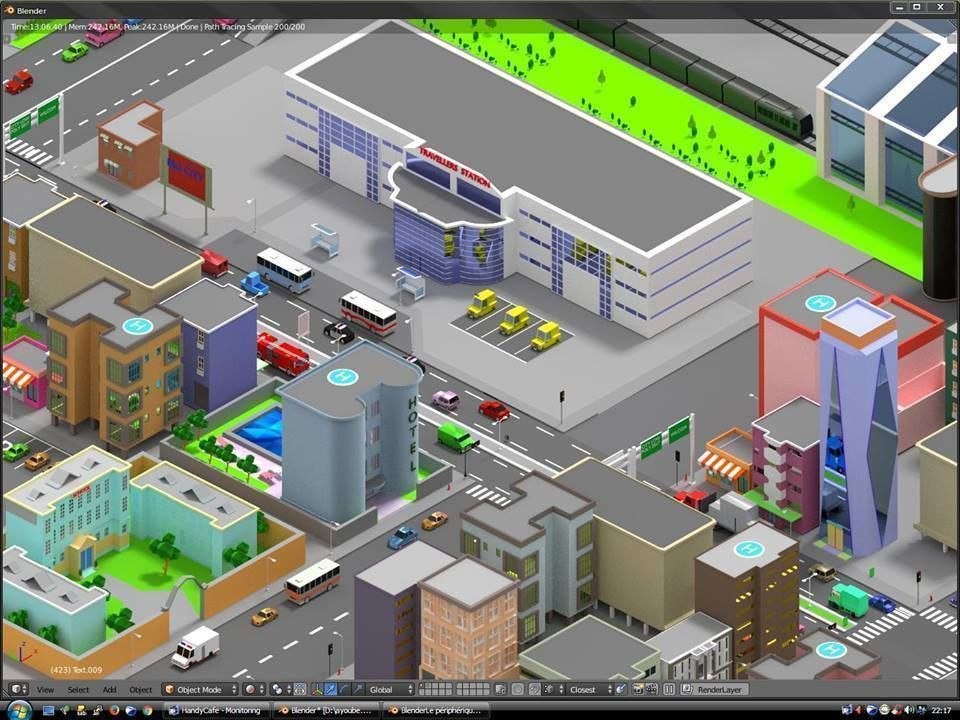 Blender
Time:13:06.40 | Mem:242.16M, Peak:242.16M | Done | Path Tracing Sample 200/200
TRAVELLERS STATION
HOTEL
(423) Text.009
View Select Add Object Object Mode Global Closest RenderLayer
HandyCafe - Monitoring
Blender* [D:\ayoube...
BlenderLe périphériqu...
22:17